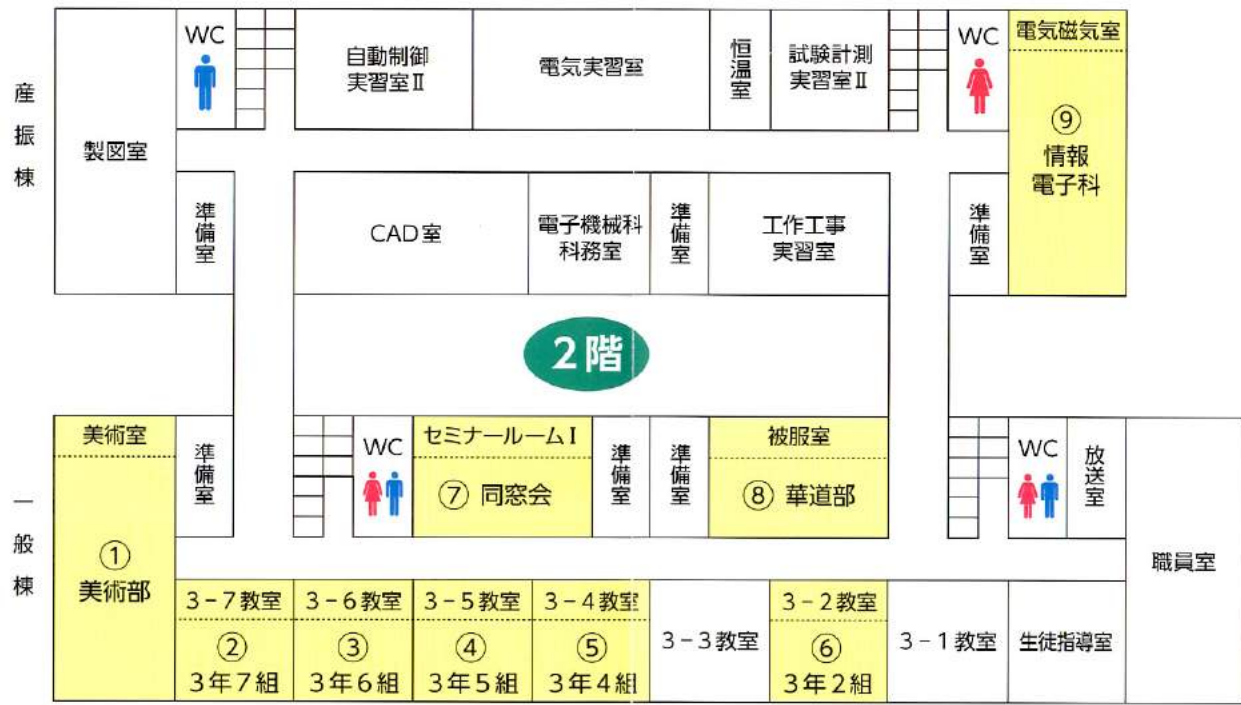 産振棟
製図室
WC
自動制御
実習室Ⅱ
電気実習室
恒温室
試験計測
実習室Ⅱ
WC
電気磁気室
⑨
情報
電子科
準備室
CAD室
電子機械科
科務室
準備室
工作工事
実習室
準備室
2階
一般棟
美術室
①
美術部
準備室
WC
セミナールームⅠ
⑦ 同窓会
準備室
準備室
被服室
⑧ 華道部
WC
放送室
職員室
3-7教室
②
3年7組
3-6教室
③
3年6組
3-5教室
④
3年5組
3-4教室
⑤
3年4組
3-3教室
3-2教室
⑥
3年2組
3-1教室
生徒指導室